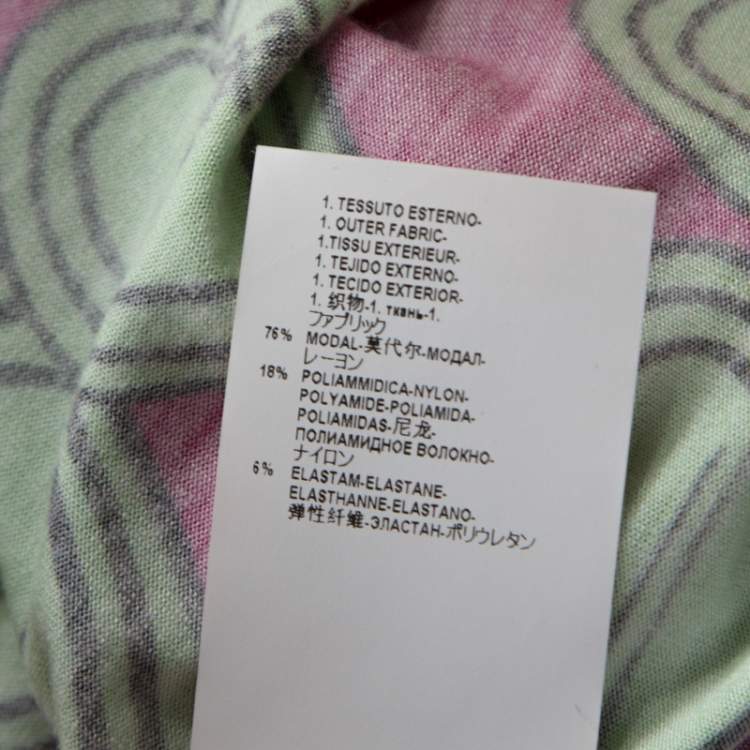 1. TESSUTO ESTERNO-
1. OUTER FABRIC-
1.TISSU EXTERIEUR-
1. TEJIDO EXTERNO-
1. TECIDO EXTERIOR-
1. 织物-1. ткань-1.
ファブリック
76% MODAL-莫代尔-МОДАЛ-
レーヨン
18% POLIAMMIDICA-NYLON-
POLYAMIDE-POLIAMIDA-
POLIAMIDAS-尼龙-
ПОЛИАМИДНОЕ ВОЛОКНО-
ナイロン
6% ELASTAM-ELASTANE-
ELASTHANNE-ELASTANO-
弹性纤维-ЭЛАСТАН-ポリウレタン